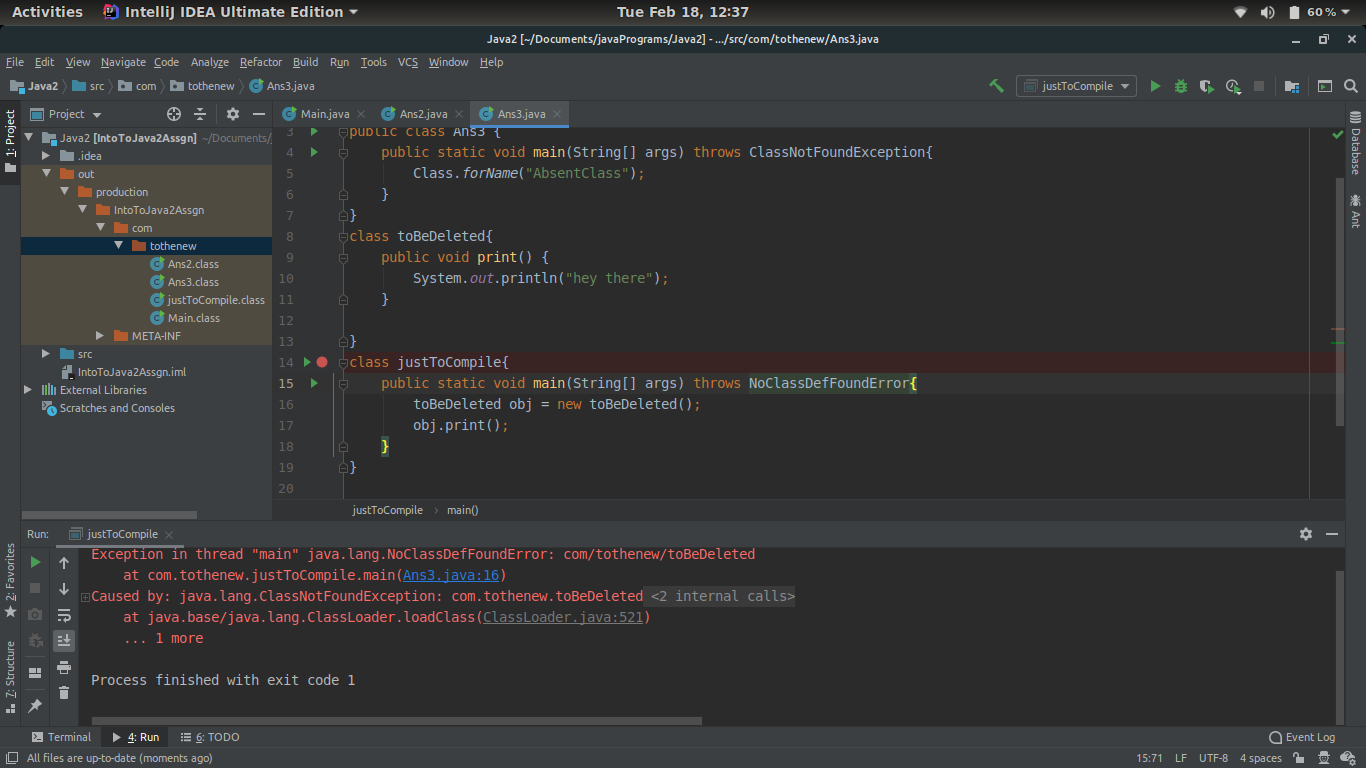 Activities IntelliJ IDEA Ultimate Edition Tue Feb 18, 12:37 60 %
Java2 [~/Documents/javaPrograms/Java2] - .../src/com/tothenew/Ans3.java
File Edit View Navigate Code Analyze Refactor Build Run Tools VCS Window Help
Java2 src com tothenew Ans3.java justToCompile
1: Project
Project
Main.java Ans2.java Ans3.java
Java2 [IntoToJava2Assgn] ~/Documents/
.idea
out
production
IntoToJava2Assgn
com
tothenew
Ans2.class
Ans3.class
justToCompile.class
Main.class
META-INF
src
IntoToJava2Assgn.iml
External Libraries
Scratches and Consoles
3 public class Ans3 {
4 public static void main(String[] args) throws ClassNotFoundException{
5 Class.forName("AbsentClass");
6 }
7 }
8 class toBeDeleted{
9 public void print() {
10 System.out.println("hey there");
11 }
12
13 }
14 class justToCompile{
15 public static void main(String[] args) throws NoClassDefFoundError{
16 toBeDeleted obj = new toBeDeleted();
17 obj.print();
18 }
19 }
20
justToCompile main()
Database
Ant
Run: justToCompile
Exception in thread "main" java.lang.NoClassDefFoundError: com/tothenew/toBeDeleted
at com.tothenew.justToCompile.main(Ans3.java:16)
Caused by: java.lang.ClassNotFoundException: com.tothenew.toBeDeleted <2 internal calls>
at java.base/java.lang.ClassLoader.loadClass(ClassLoader.java:521)
... 1 more
Process finished with exit code 1
2: Favorites
7: Structure
Terminal 4: Run 6: TODO Event Log
All files are up-to-date (moments ago) 15:71 LF UTF-8 4 spaces